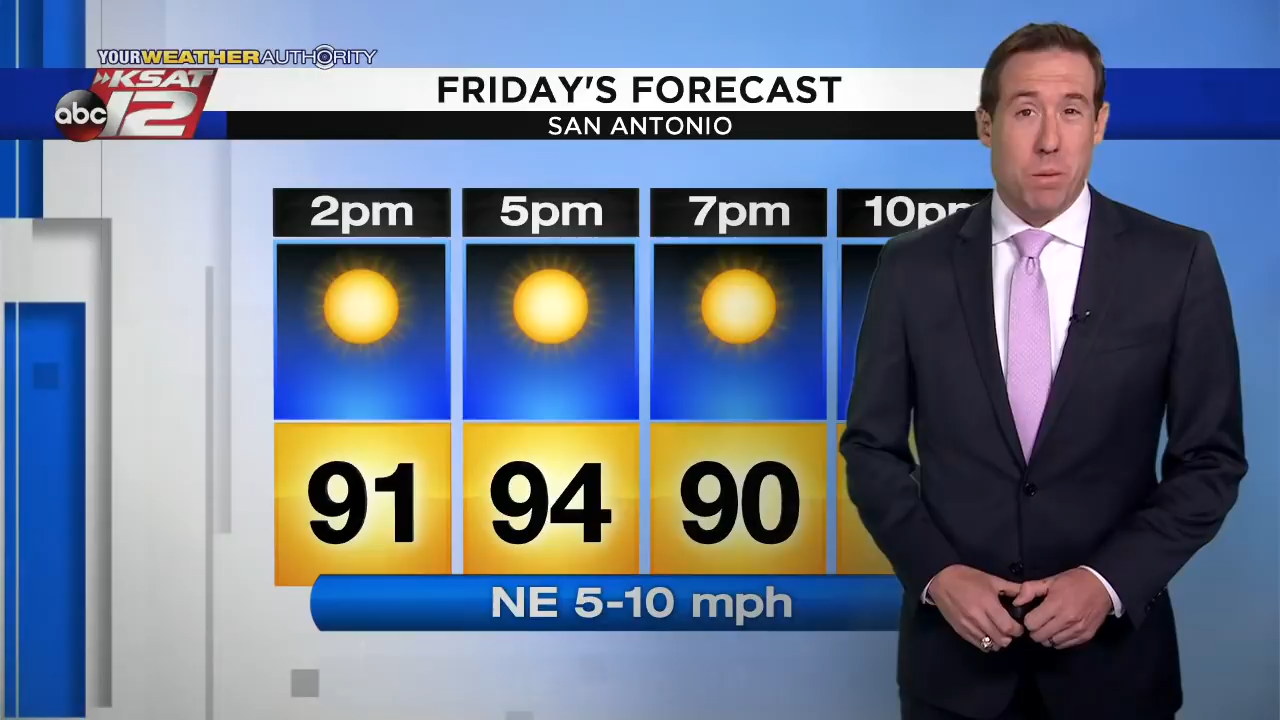 YOURWEATHERAUTHORITY
KSAT
abc 12
FRIDAY'S FORECAST
SAN ANTONIO
2pm 5pm 7pm
91 94 90
NE 5-10 mph